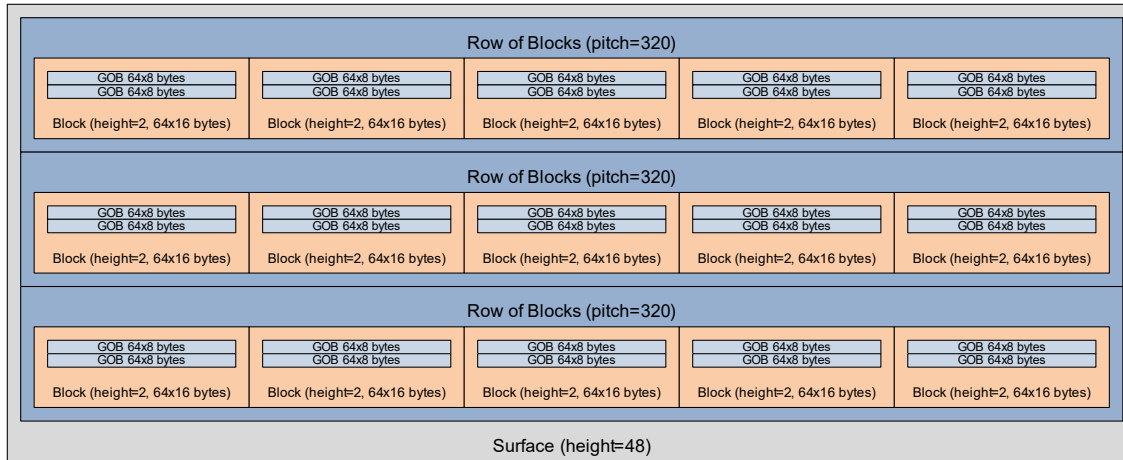 Row of Blocks (pitch=320)
GOB 64x8 bytes GOB 64x8 bytes GOB 64x8 bytes GOB 64x8 bytes GOB 64x8 bytes
GOB 64x8 bytes GOB 64x8 bytes GOB 64x8 bytes GOB 64x8 bytes GOB 64x8 bytes
Block (height=2, 64x16 bytes) Block (height=2, 64x16 bytes) Block (height=2, 64x16 bytes) Block (height=2, 64x16 bytes) Block (height=2, 64x16 bytes)
Row of Blocks (pitch=320)
GOB 64x8 bytes GOB 64x8 bytes GOB 64x8 bytes GOB 64x8 bytes GOB 64x8 bytes
GOB 64x8 bytes GOB 64x8 bytes GOB 64x8 bytes GOB 64x8 bytes GOB 64x8 bytes
Block (height=2, 64x16 bytes) Block (height=2, 64x16 bytes) Block (height=2, 64x16 bytes) Block (height=2, 64x16 bytes) Block (height=2, 64x16 bytes)
Row of Blocks (pitch=320)
GOB 64x8 bytes GOB 64x8 bytes GOB 64x8 bytes GOB 64x8 bytes GOB 64x8 bytes
GOB 64x8 bytes GOB 64x8 bytes GOB 64x8 bytes GOB 64x8 bytes GOB 64x8 bytes
Block (height=2, 64x16 bytes) Block (height=2, 64x16 bytes) Block (height=2, 64x16 bytes) Block (height=2, 64x16 bytes) Block (height=2, 64x16 bytes)
Surface (height=48)